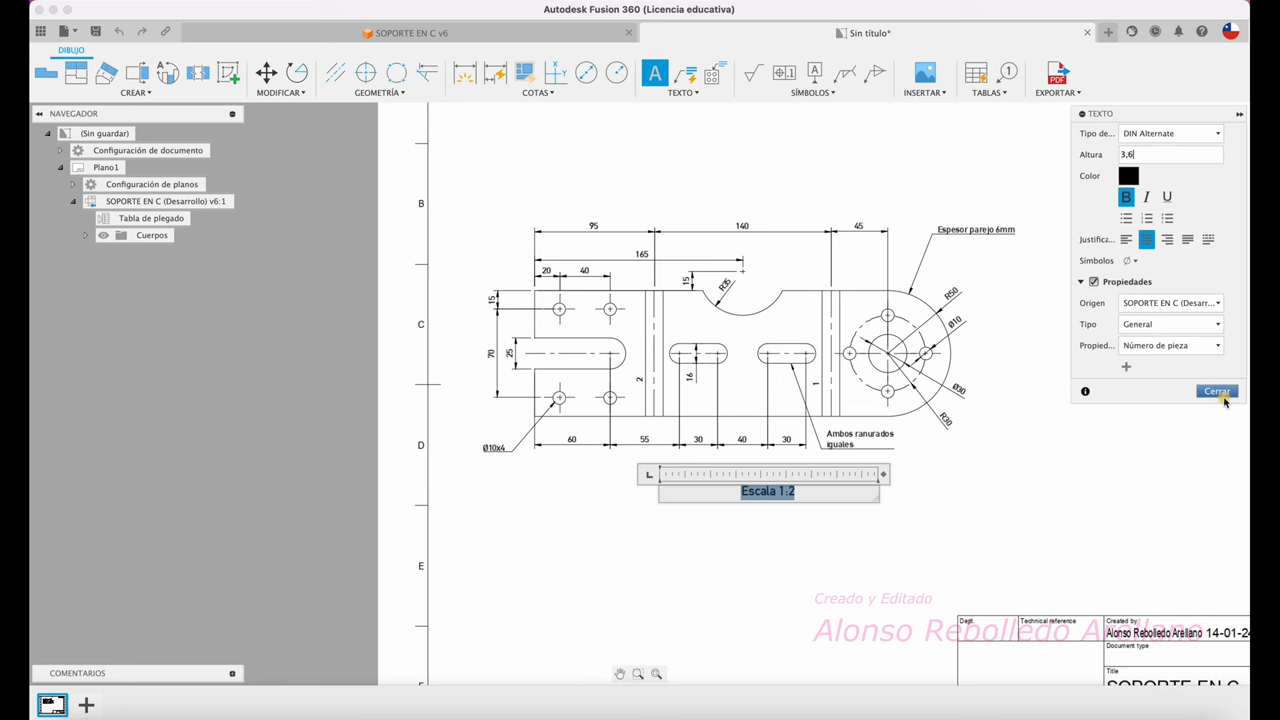 Autodesk Fusion 360 (Licencia educativa)
SOPORTE EN C v6
Sin título*
DIBUJO
CREAR
MODIFICAR
GEOMETRÍA
COTAS
TEXTO
SÍMBOLOS
INSERTAR
TABLAS
EXPORTAR
PDF
NAVEGADOR
(Sin guardar)
Configuración de documento
Plano1
Configuración de planos
SOPORTE EN C (Desarrollo) v6:1
Tabla de plegado
Cuerpos
COMENTARIOS
TEXTO
Tipo de... DIN Alternate
Altura 3,6
Color
B I U
Justifica...
Símbolos
Propiedades
Origen SOPORTE EN C (Desarr...
Tipo General
Propied... Número de pieza
Cerrar
B
C
D
E
F
95 140 45
Espesor parejo 6mm
165
20 40
15
R35
R50
15
Ø10
70
25
16
2
1
Ø30
R30
Ø10x4
60 55 30 40 30
Ambos ranurados
iguales
Escala 1:2
Creado y Editado
Alonso Rebolledo Arellano
Dept.
Technical reference
Created by
Alonso Rebolledo Arellano 14-01-24
Document type
Title
SOPORTE EN C